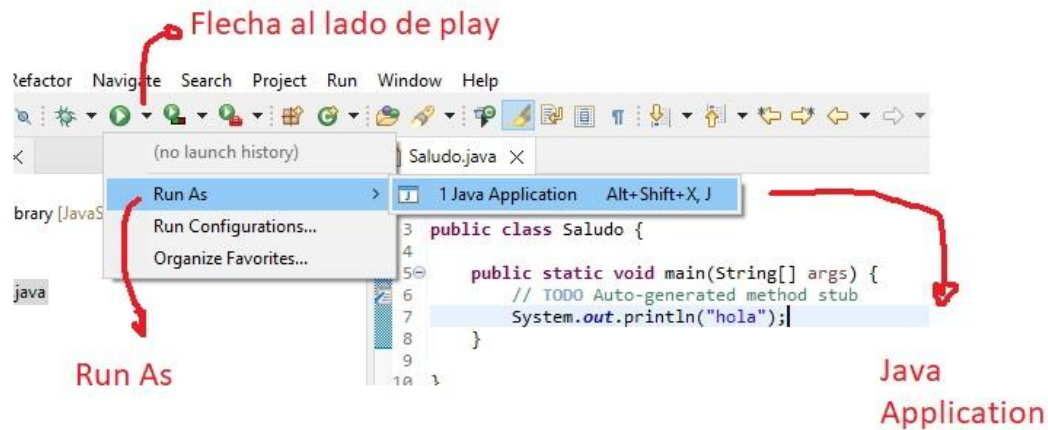 Flecha al lado de play
Refactor Navigate Search Project Run Window Help
(no launch history)
Saludo.java
Run As
1 Java Application Alt+Shift+X, J
brary [JavaS
Run Configurations...
3 public class Saludo {
4
Organize Favorites...
5 public static void main(String[] args) {
java
6 // TODO Auto-generated method stub
7 System.out.println("hola");
8 }
9
10 }
Run As
Java
Application